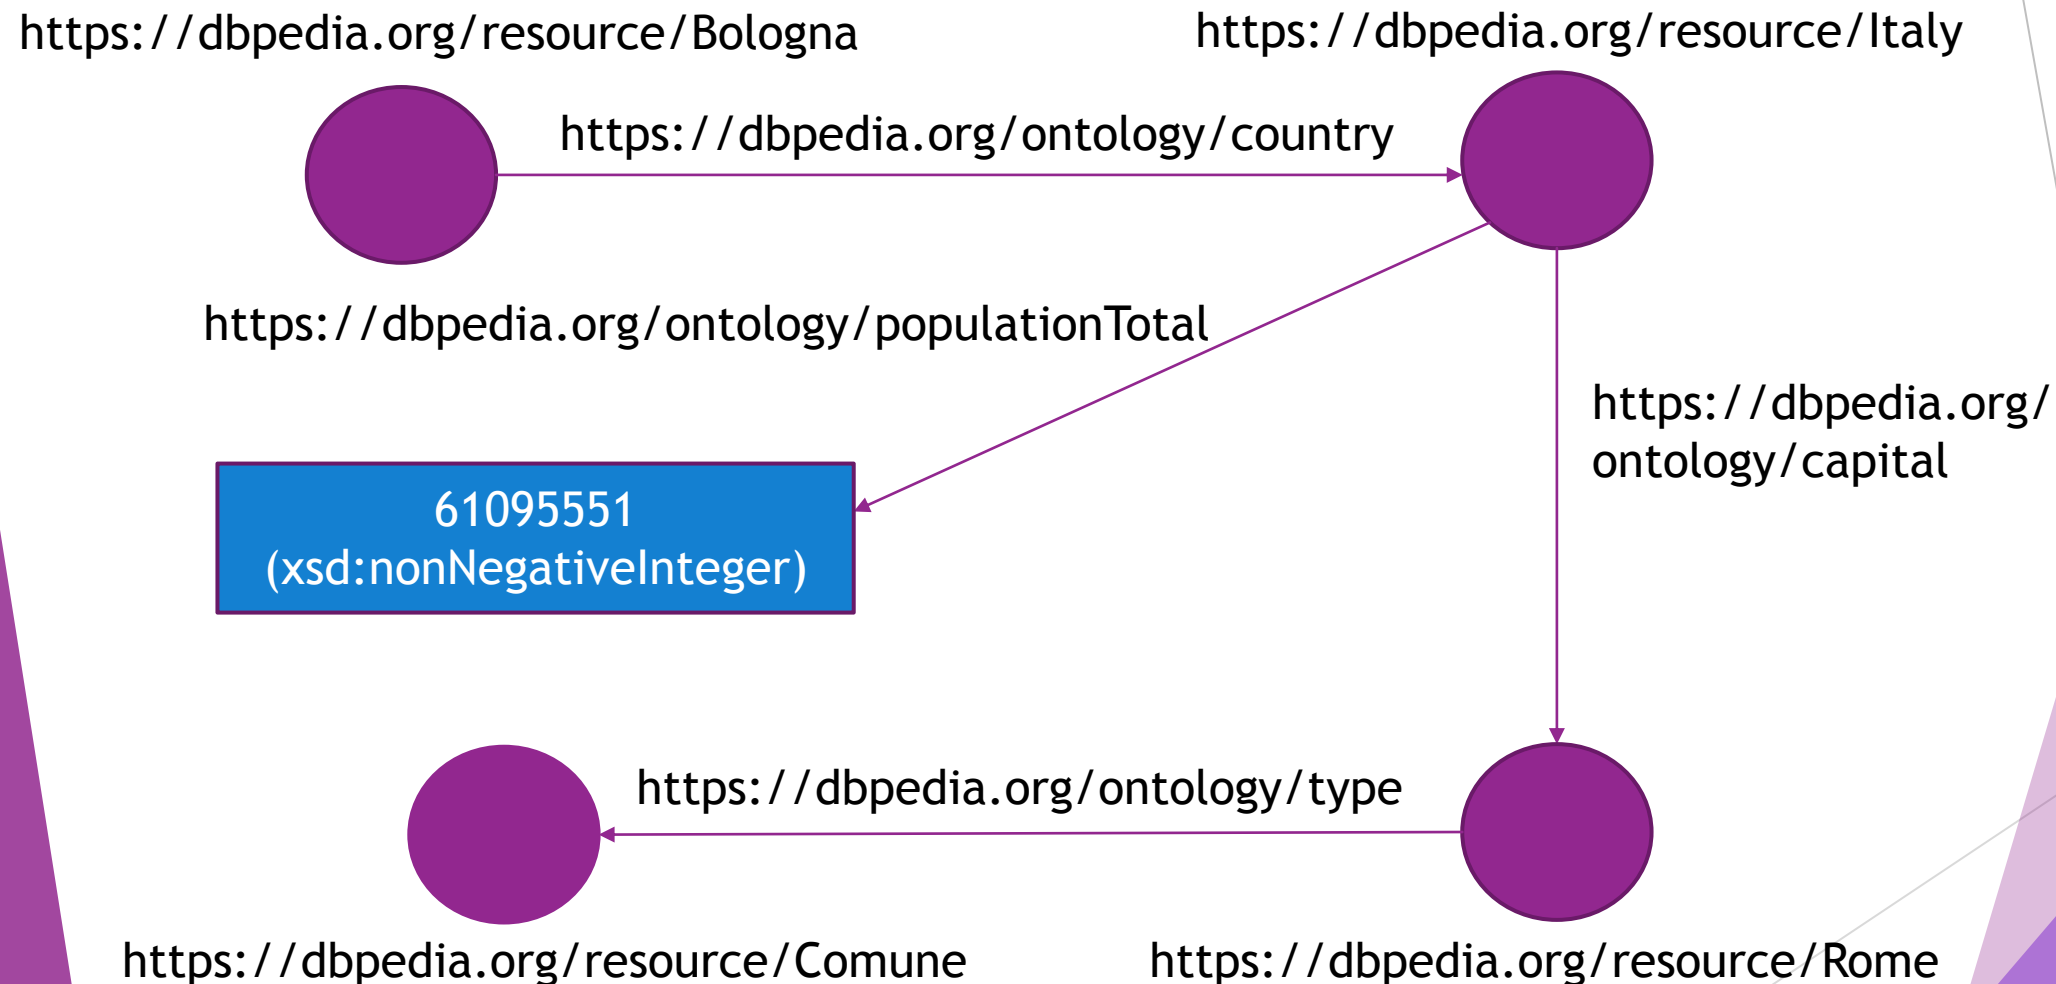 https://dbpedia.org/resource/Bologna
https://dbpedia.org/resource/Italy
https://dbpedia.org/ontology/country
https://dbpedia.org/ontology/populationTotal
https://dbpedia.org/
ontology/capital
61095551
(xsd:nonNegativeInteger)
https://dbpedia.org/ontology/type
https://dbpedia.org/resource/Comune
https://dbpedia.org/resource/Rome